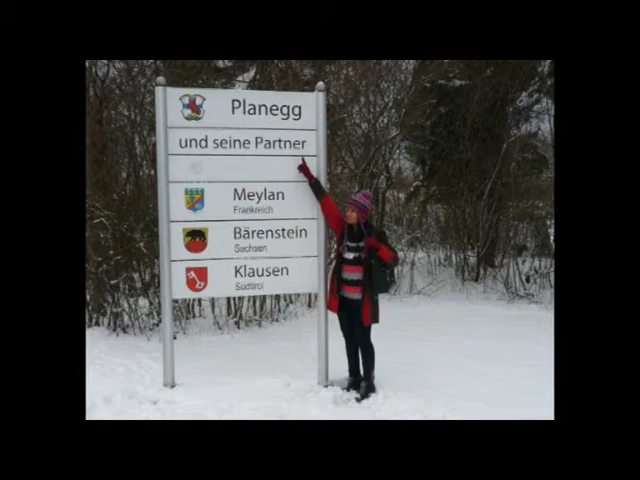 Planegg
und seine Partner
Meylan
Frankreich
Bärenstein
Sachsen
Klausen
Südtirol